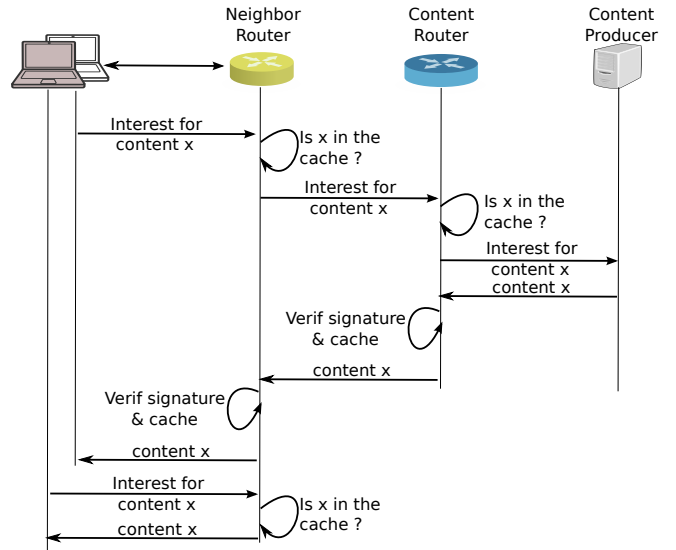 Neighbor
Router
Content
Router
Content
Producer
Interest for
content x
Is x in the
cache ?
Interest for
content x
Is x in the
cache ?
Interest for
content x
content x
Verif signature
& cache
content x
Verif signature
& cache
content x
Interest for
content x
Is x in the
cache ?
content x